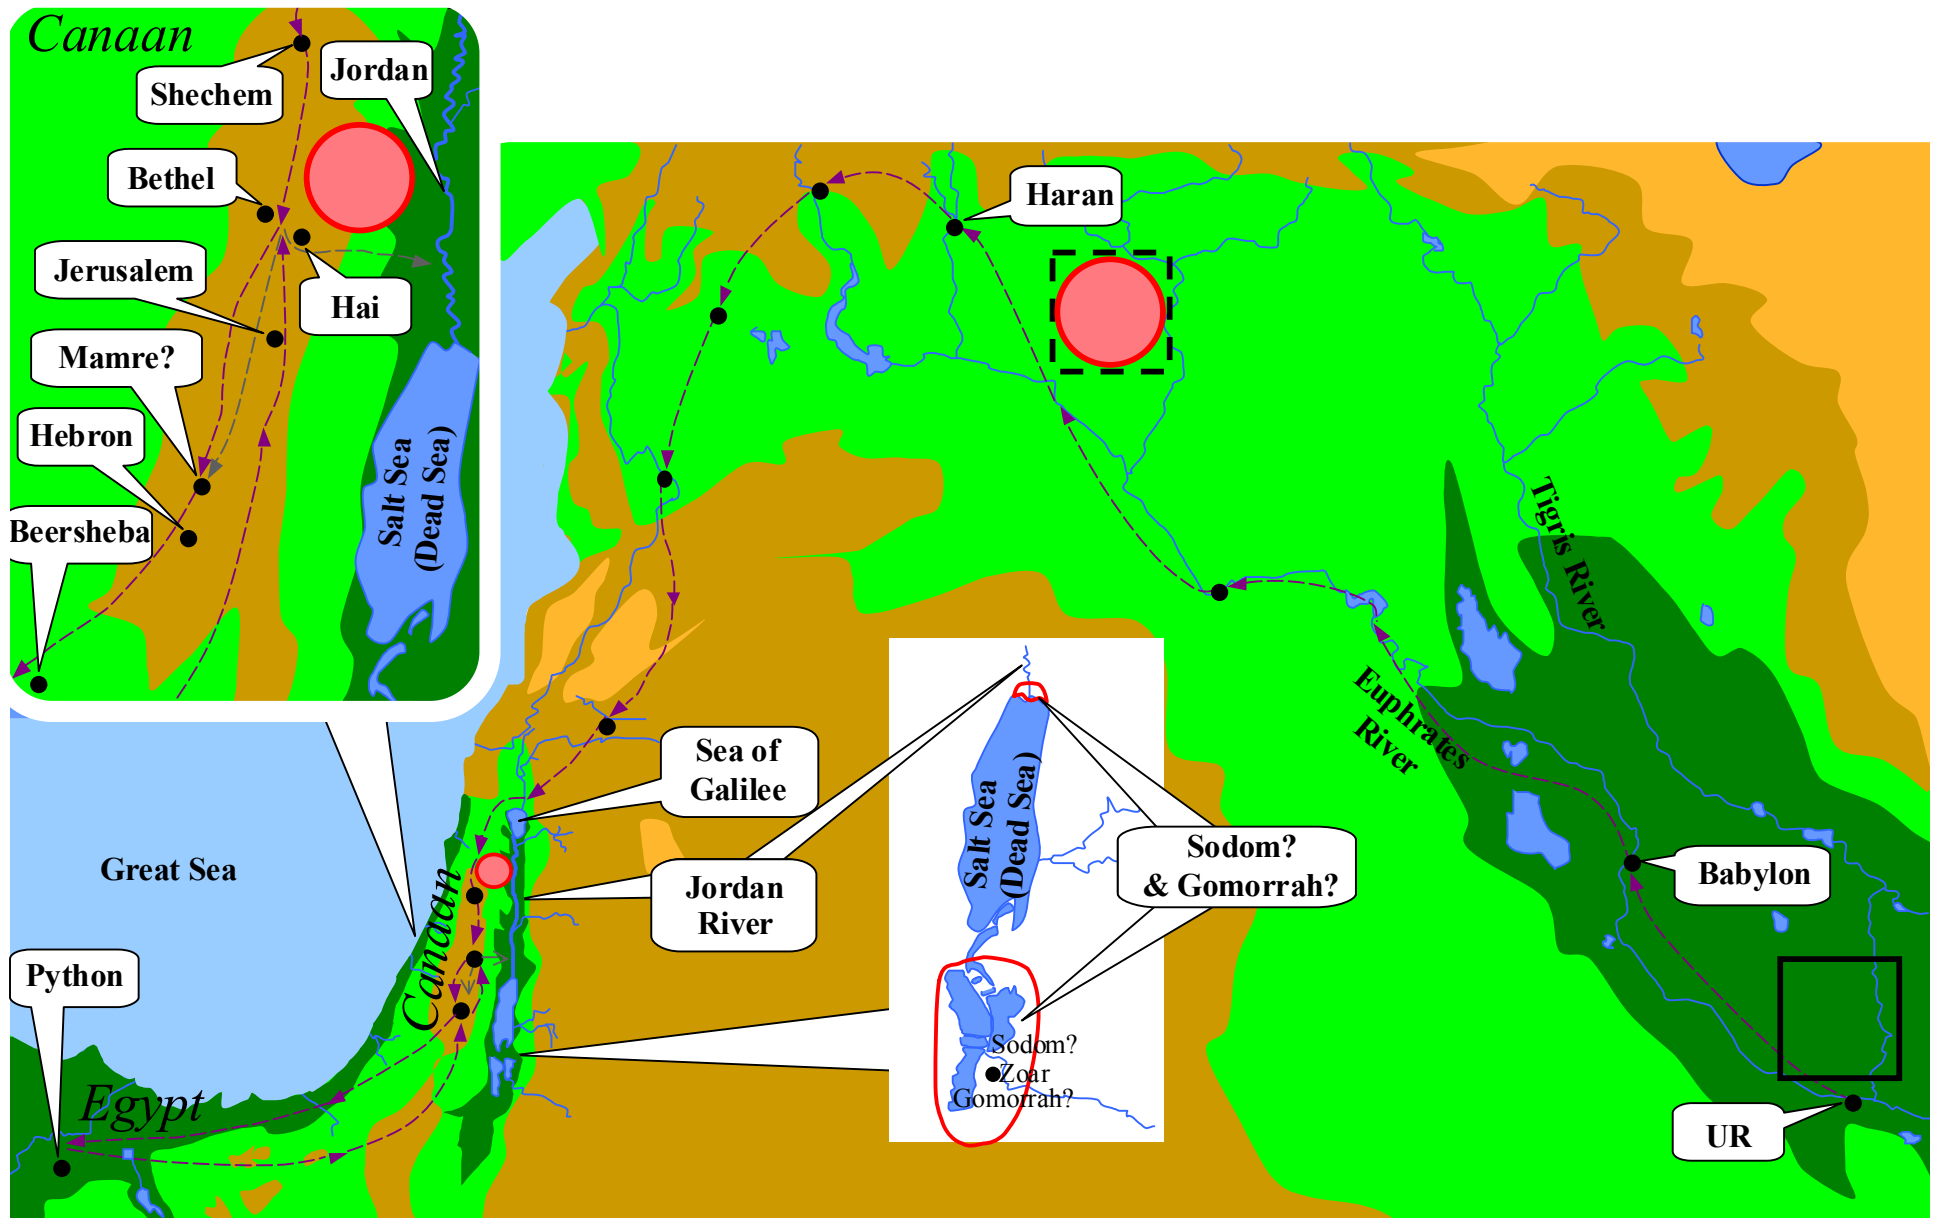 Canaan
Jordan
Shechem
Bethel
Jerusalem
Hai
Mamre?
Hebron
Salt Sea
(Dead Sea)
Beersheba
Haran
Tigris River
Euphrates
River
Sea of
Galilee
Great Sea
Jordan
River
Canaan
Salt Sea
(Dead Sea)
Sodom?
& Gomorrah?
Babylon
Python
Sodom?
Zoar
Gomorrah?
Egypt
UR